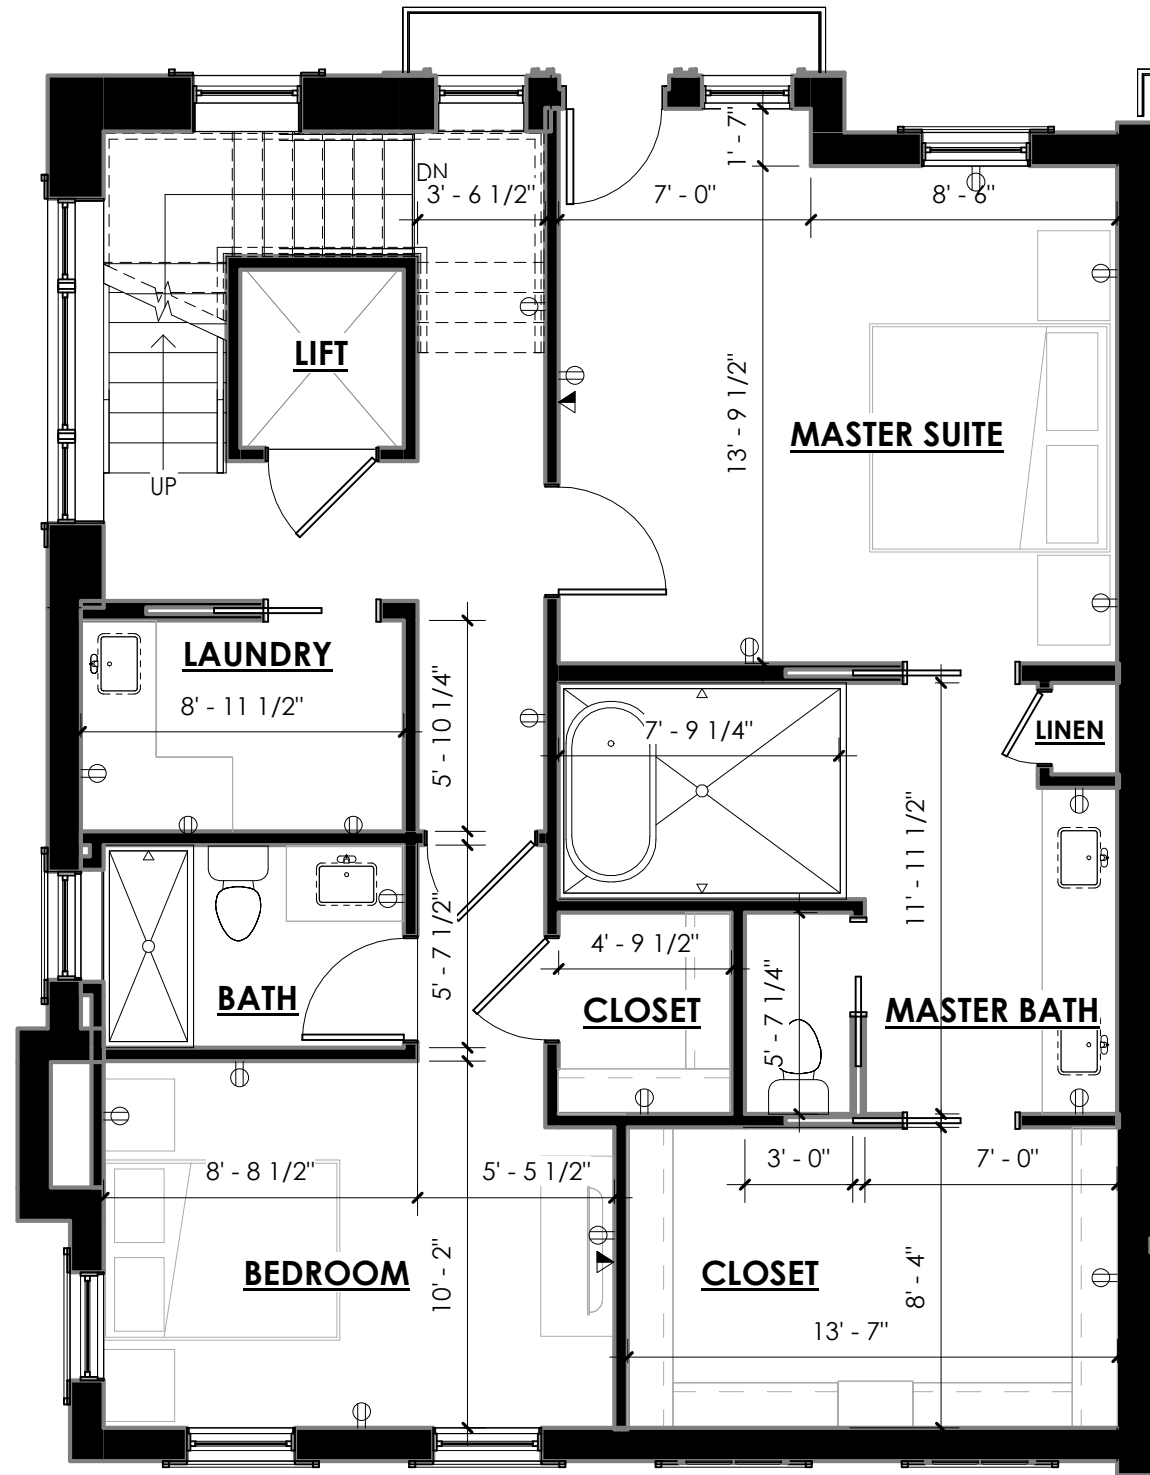 DN
3' - 6 1/2"
7' - 0"
1' - 7"
8' - 6"
LIFT
13' - 9 1/2"
MASTER SUITE
UP
LAUNDRY
8' - 11 1/2"
5' - 10 1/4"
7' - 9 1/4"
LINEN
11' - 11 1/2"
5' - 7 1/2"
4' - 9 1/2"
BATH
CLOSET
5' - 7 1/4"
MASTER BATH
8' - 8 1/2"
5' - 5 1/2"
3' - 0"
7' - 0"
BEDROOM
10' - 2"
CLOSET
8' - 4"
13' - 7"